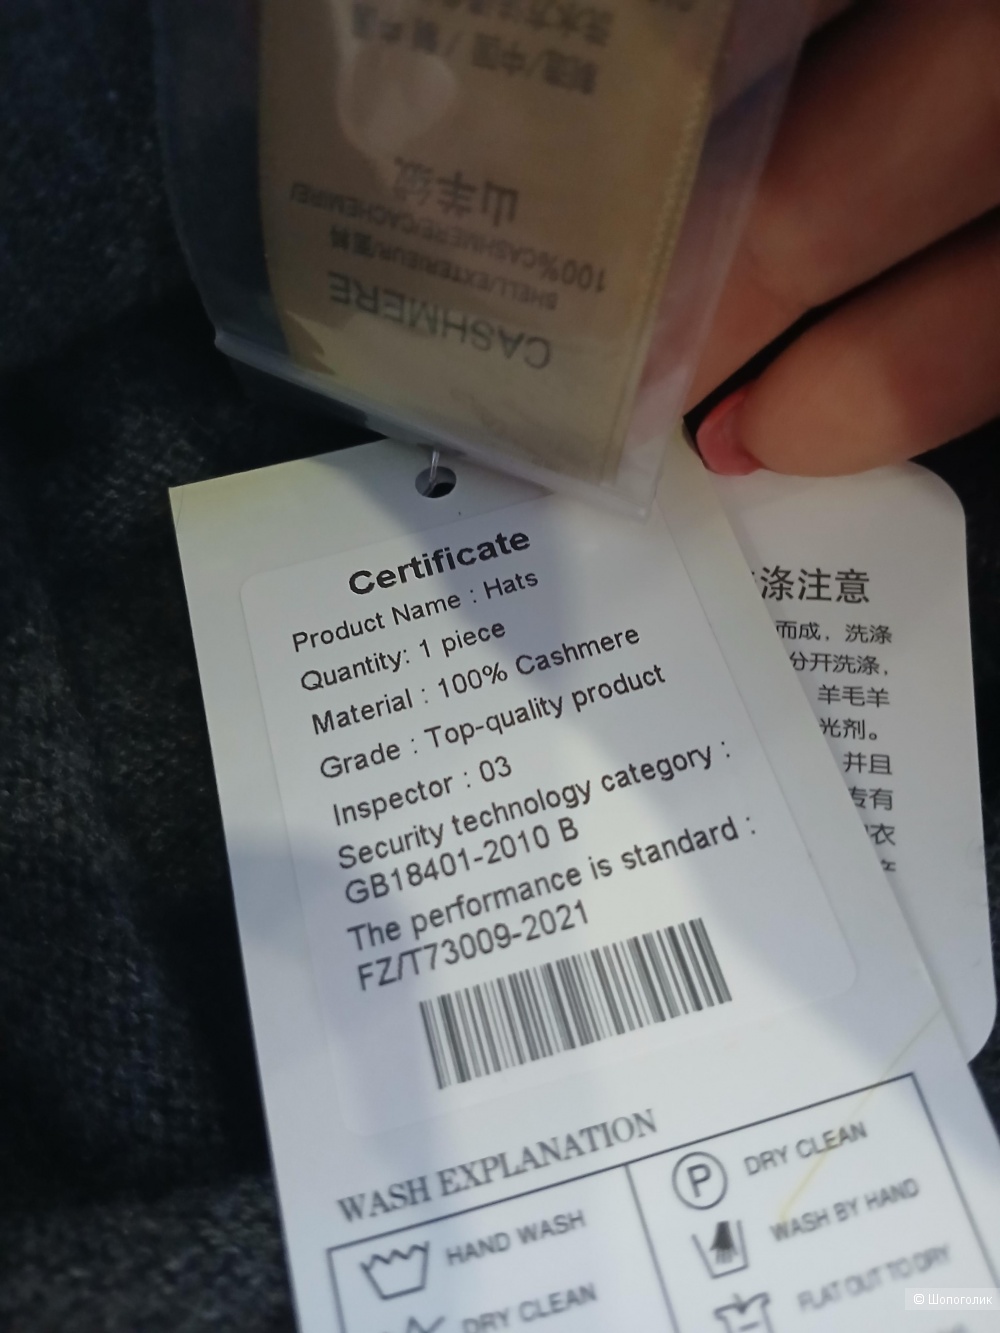 CASHMERE
SHELL/EXTERIEUR/面料
100%CASHMERE(CACHEMIRE)
山羊绒
Certificate
Product Name : Hats
Quantity: 1 piece
Material : 100% Cashmere
Grade : Top-quality product
Inspector : 03
Security technology category :
GB18401-2010 B
The performance is standard :
FZ/T73009-2021
WASH EXPLANATION
HAND WASH
DRY CLEAN
P
DRY CLEAN
WASH BY HAND
FLAT OUT TO DRY
涤注意
而成，洗涤
分开洗涤，
羊毛羊
光剂。
并且
专有
衣
© Шопоголик